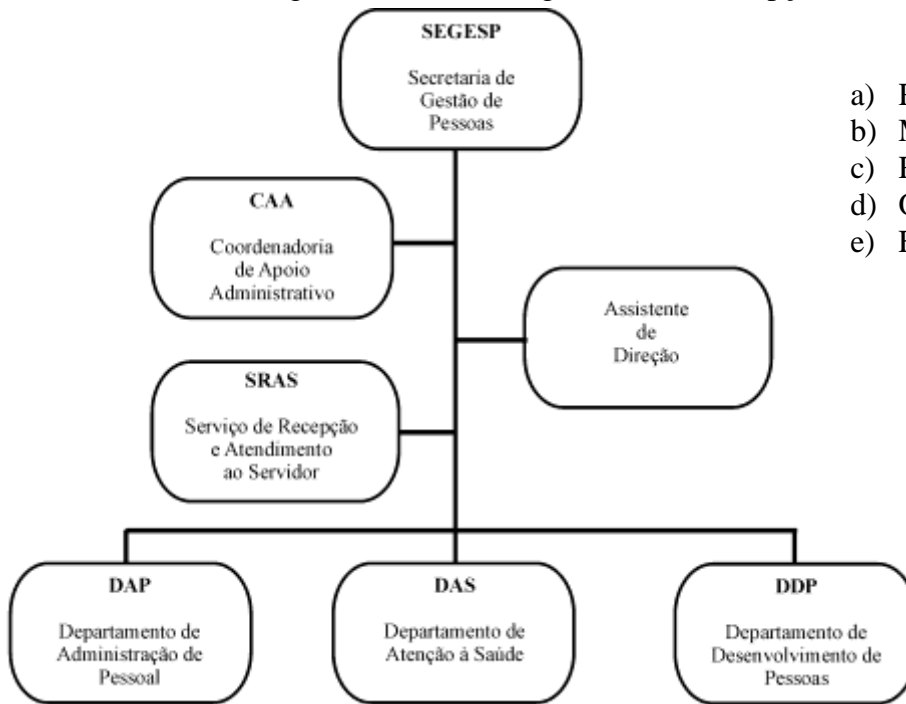 SEGESP
Secretaria de
Gestão de
Pessoas
CAA
Coordenadoria
de Apoio
Administrativo
Assistente
de
Direção
SRAS
Serviço de Recepção
e Atendimento
ao Servidor
DAP
Departamento de
Administração de
Pessoal
DAS
Departamento de
Atenção à Saúde
DDP
Departamento de
Desenvolvimento de
Pessoas
a)
b)
c)
d)
e)